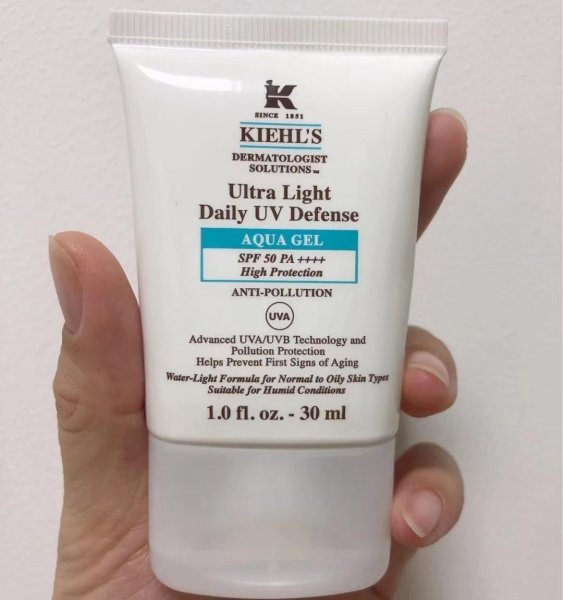 K
SINCE 1851
KIEHL'S
DERMATOLOGIST
SOLUTIONS™
Ultra Light
Daily UV Defense
AQUA GEL
SPF 50 PA ++++
High Protection
ANTI-POLLUTION
UVA
Advanced UVA/UVB Technology and
Pollution Protection
Helps Prevent First Signs of Aging
Water-Light Formula for Normal to Oily Skin Types
Suitable for Humid Conditions
1.0 fl. oz. - 30 ml